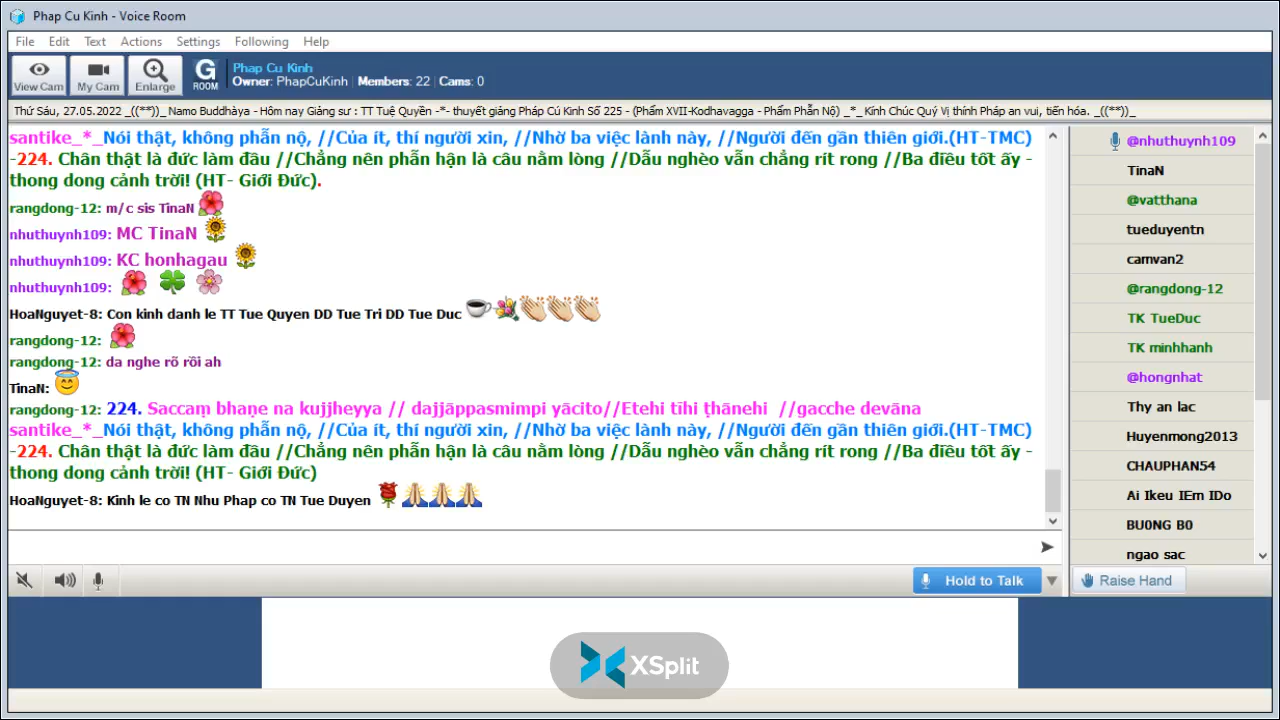 Phap Cu Kinh - Voice Room
File Edit Text Actions Settings Following Help
View Cam My Cam Enlarge G ROOM Phap Cu Kinh
Owner: PhapCuKinh | Members: 22 | Cams: 0
Thứ Sáu, 27.05.2022 _((**))_ Namo Buddhàya - Hôm nay Giảng sư : TT Tuệ Quyền -*- thuyết giảng Pháp Cú Kinh Số 225 - (Phẩm XVII-Kodhavagga - Phẩm Phẫn Nộ) _*_ Kính Chúc Quý Vị thính Pháp an vui, tiến hóa. _((**))_
santike_*_Nói thật, không phẫn nộ, //Của ít, thí người xin, //Nhờ ba việc lành này, //Người đến gần thiên giới.(HT-TMC)
-224. Chân thật là đức làm đầu //Chẳng nên phẫn hận là câu nằm lòng //Dẫu nghèo vẫn chẳng rít rong //Ba điều tốt ấy -
thong dong cảnh trời! (HT- Giới Đức).
rangdong-12: m/c sis TinaN
nhuthuynh109: MC TinaN
nhuthuynh109: KC honhagau
nhuthuynh109:
HoaNguyet-8: Con kinh danh le TT Tue Quyen DD Tue Tri DD Tue Duc
rangdong-12:
rangdong-12: da nghe rõ rồi ah
TinaN:
rangdong-12: 224. Saccaṃ bhaṇe na kujjheyya // dajjāppasmimpi yācito//Etehi tīhi ṭhānehi //gacche devāna
santike_*_Nói thật, không phẫn nộ, //Của ít, thí người xin, //Nhờ ba việc lành này, //Người đến gần thiên giới.(HT-TMC)
-224. Chân thật là đức làm đầu //Chẳng nên phẫn hận là câu nằm lòng //Dẫu nghèo vẫn chẳng rít rong //Ba điều tốt ấy -
thong dong cảnh trời! (HT- Giới Đức)
HoaNguyet-8: Kinh le co TN Nhu Phap co TN Tue Duyen
@nhuthuynh109
TinaN
@vatthana
tueduyentn
camvan2
@rangdong-12
TK TueDuc
TK minhhanh
@hongnhat
Thy an lac
Huyenmong2013
CHAUPHAN54
Ai lkeu IEm IDo
BU0NG B0
ngao sac
Hold to Talk
Raise Hand
XSplit